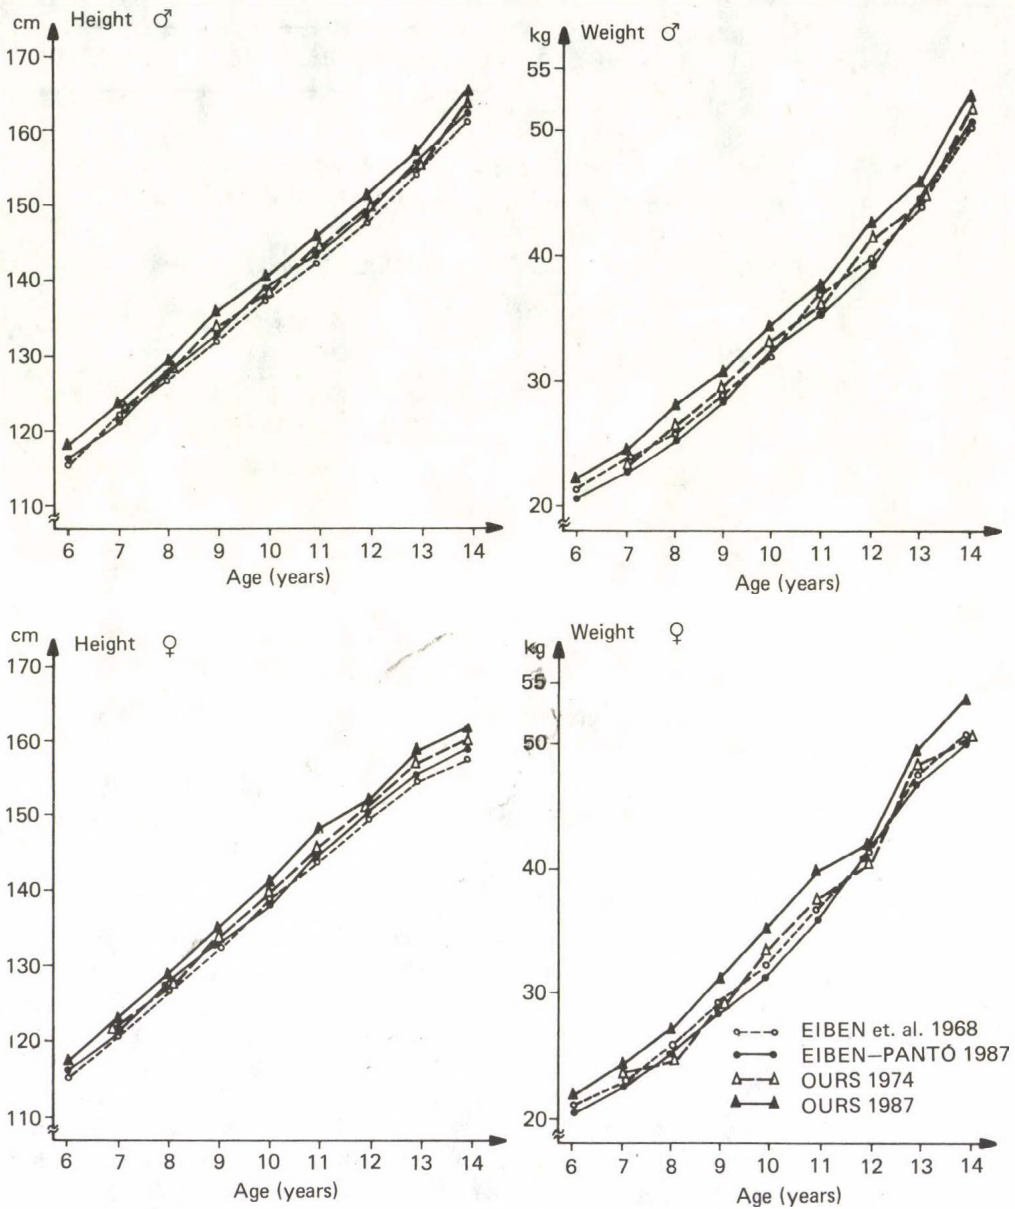 cm Height ♂
170
160
150
140
130
120
110
6 7 8 9 10 11 12 13 14
Age (years)
kg Weight ♂
55
50
40
30
20
6 7 8 9 10 11 12 13 14
Age (years)
cm Height ♀
170
160
150
140
130
120
110
6 7 8 9 10 11 12 13 14
Age (years)
kg Weight ♀
55
50
40
30
20
EIBEN et. al. 1968
EIBEN–PANTÓ 1987
OURS 1974
OURS 1987
6 7 8 9 10 11 12 13 14
Age (years)